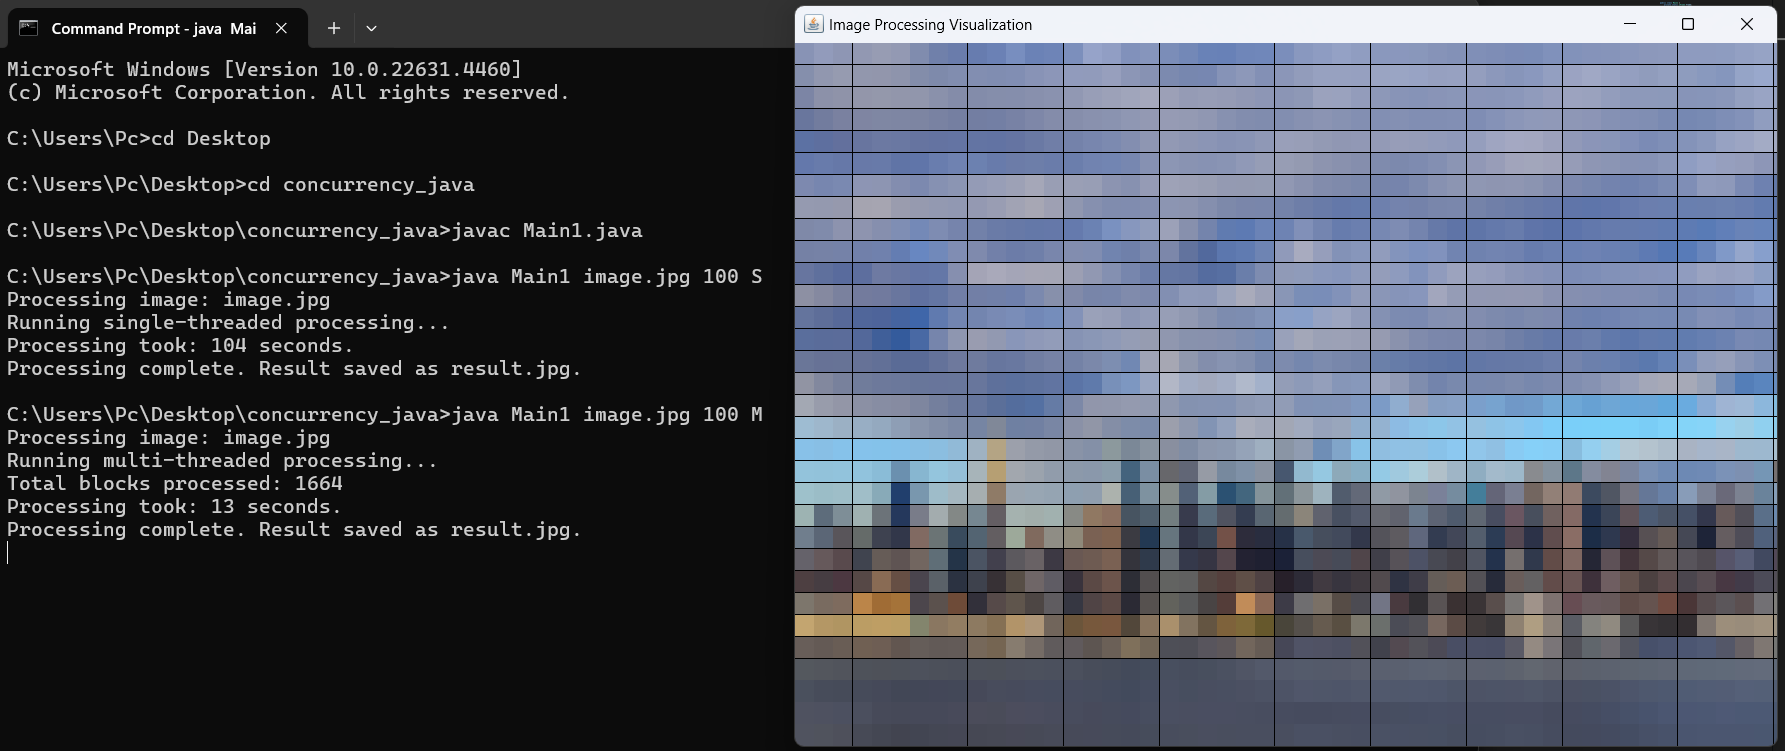 Command Prompt - java Mai
Microsoft Windows [Version 10.0.22631.4460]
(c) Microsoft Corporation. All rights reserved.
C:\Users\Pc>cd Desktop
C:\Users\Pc\Desktop>cd concurrency_java
C:\Users\Pc\Desktop\concurrency_java>javac Main1.java
C:\Users\Pc\Desktop\concurrency_java>java Main1 image.jpg 100 S
Processing image: image.jpg
Running single-threaded processing...
Processing took: 104 seconds.
Processing complete. Result saved as result.jpg.
C:\Users\Pc\Desktop\concurrency_java>java Main1 image.jpg 100 M
Processing image: image.jpg
Running multi-threaded processing...
Total blocks processed: 1664
Processing took: 13 seconds.
Processing complete. Result saved as result.jpg.
Image Processing Visualization